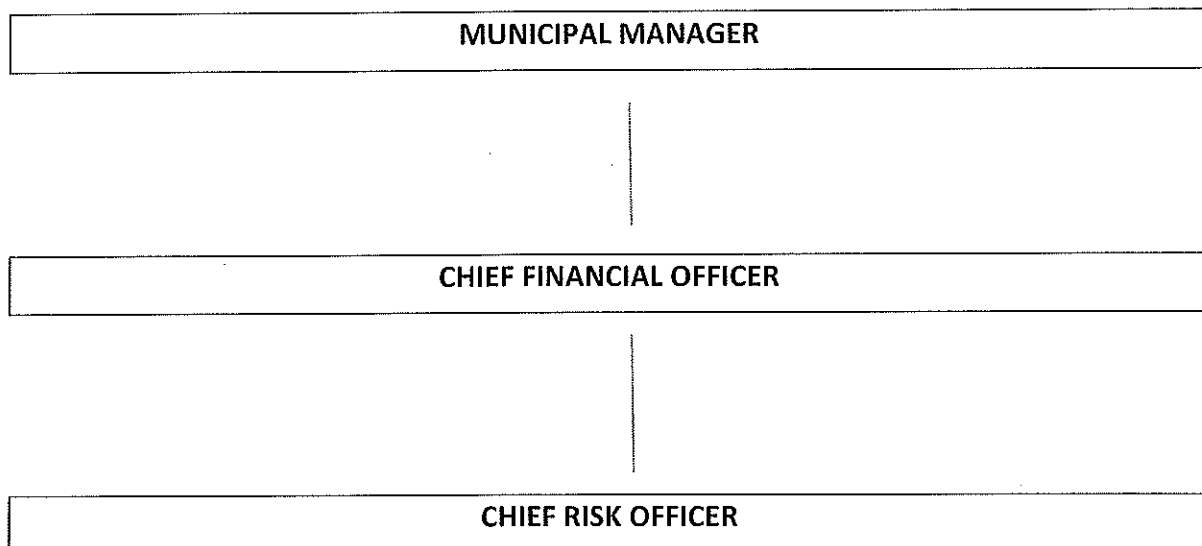 MUNICIPAL MANAGER
CHIEF FINANCIAL OFFICER
CHIEF RISK OFFICER